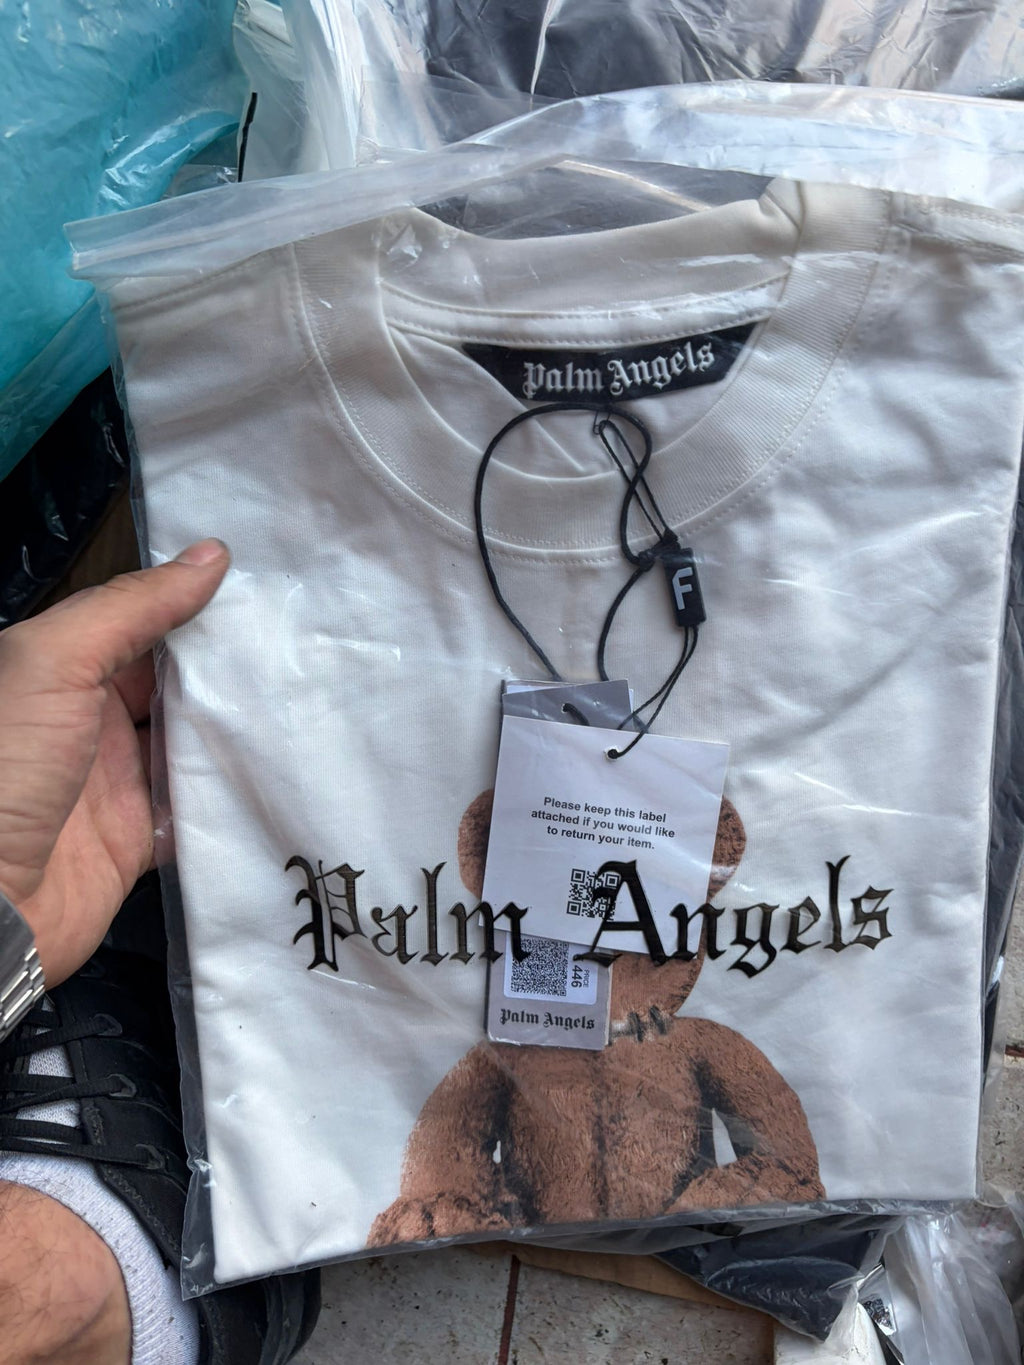 Palm Angels
F
Please keep this label
attached if you would like
to return your item.
Palm Angels
PRICE
446
Palm Angels